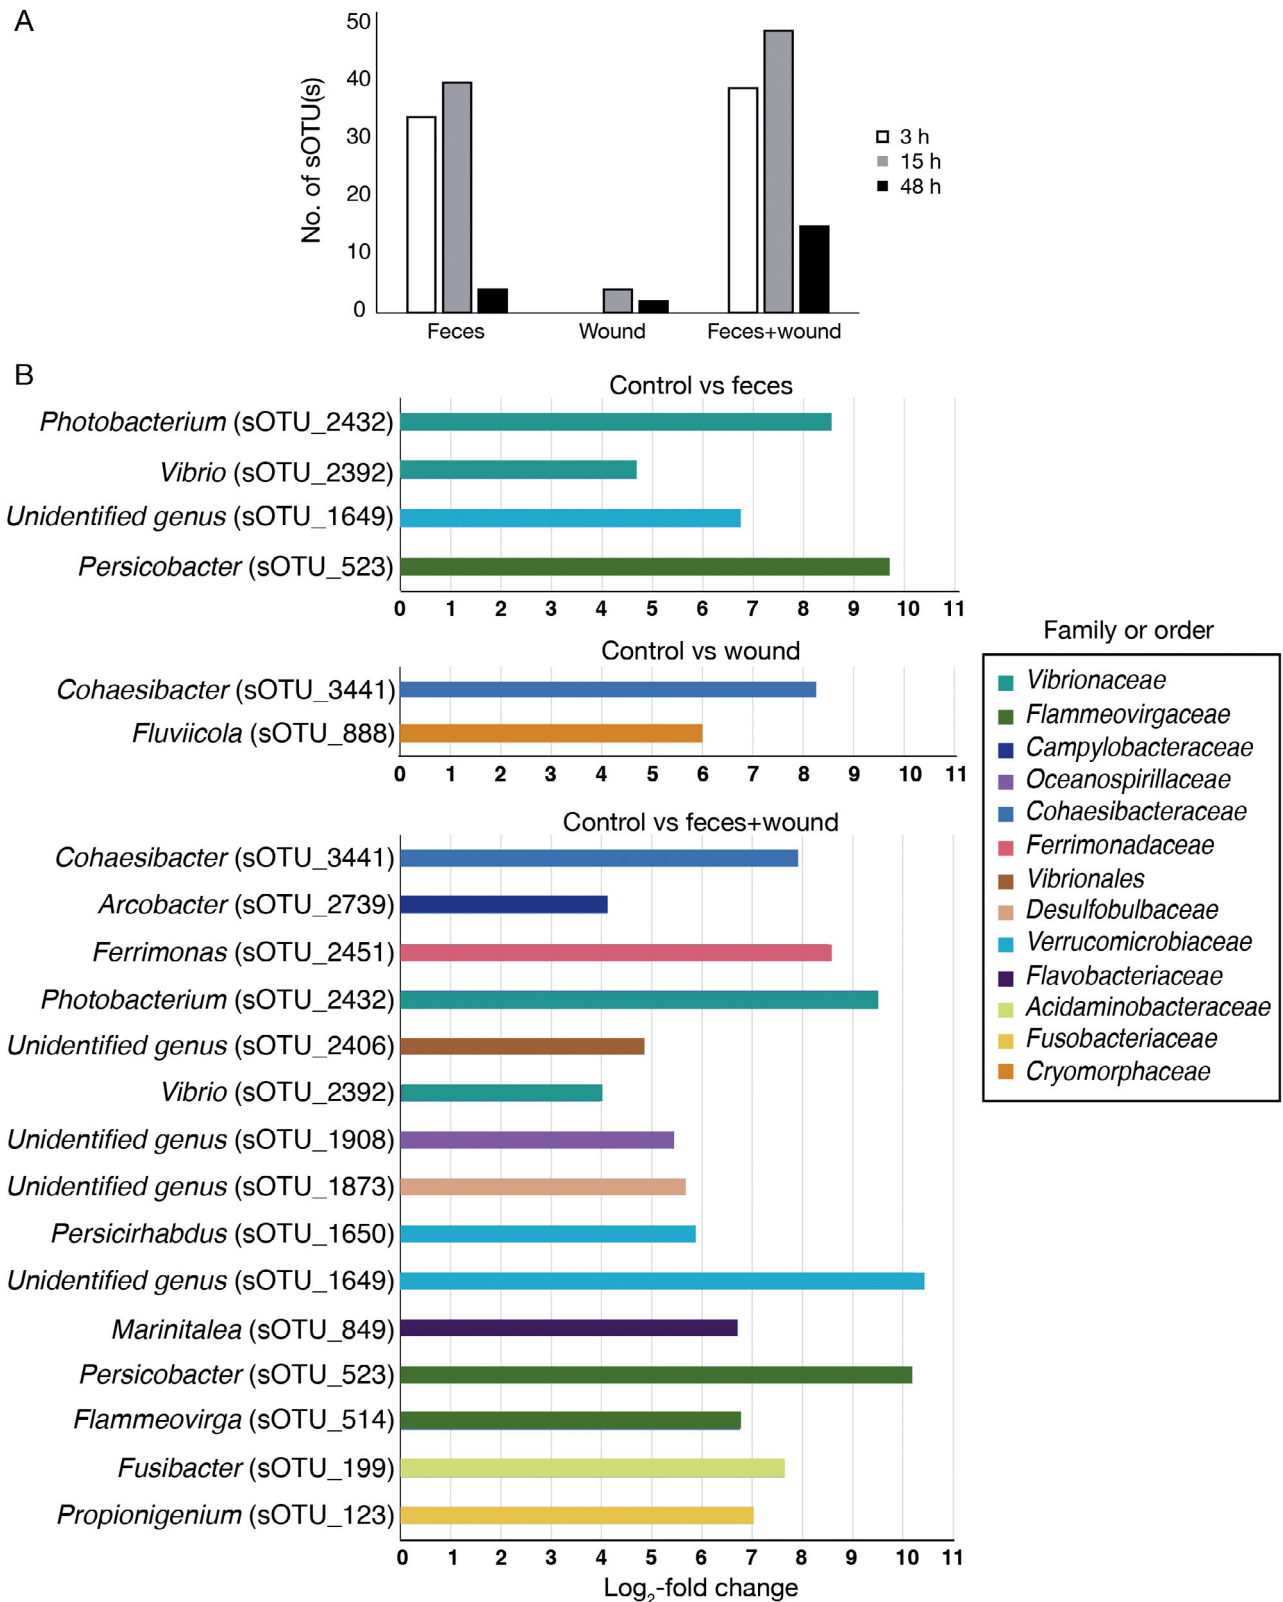 A
No. of sOTU(s)
50
40
30
20
10
0
Feces
Wound
Feces+wound
3 h
15 h
48 h
B
Control vs feces
Photobacterium (sOTU_2432)
Vibrio (sOTU_2392)
Unidentified genus (sOTU_1649)
Persicobacter (sOTU_523)
0 1 2 3 4 5 6 7 8 9 10 11
Control vs wound
Cohaesibacter (sOTU_3441)
Fluviicola (sOTU_888)
0 1 2 3 4 5 6 7 8 9 10 11
Control vs feces+wound
Cohaesibacter (sOTU_3441)
Arcobacter (sOTU_2739)
Ferrimonas (sOTU_2451)
Photobacterium (sOTU_2432)
Unidentified genus (sOTU_2406)
Vibrio (sOTU_2392)
Unidentified genus (sOTU_1908)
Unidentified genus (sOTU_1873)
Persicirhabdus (sOTU_1650)
Unidentified genus (sOTU_1649)
Marinitalea (sOTU_849)
Persicobacter (sOTU_523)
Flammeovirga (sOTU_514)
Fusibacter (sOTU_199)
Propionigenium (sOTU_123)
0 1 2 3 4 5 6 7 8 9 10 11
Log2-fold change
Family or order
Vibrionaceae
Flammeovirgaceae
Campylobacteraceae
Oceanospirillaceae
Cohaesibacteraceae
Ferrimonadaceae
Vibrionales
Desulfobulbaceae
Verrucomicrobiaceae
Flavobacteriaceae
Acidaminobacteraceae
Fusobacteriaceae
Cryomorphaceae